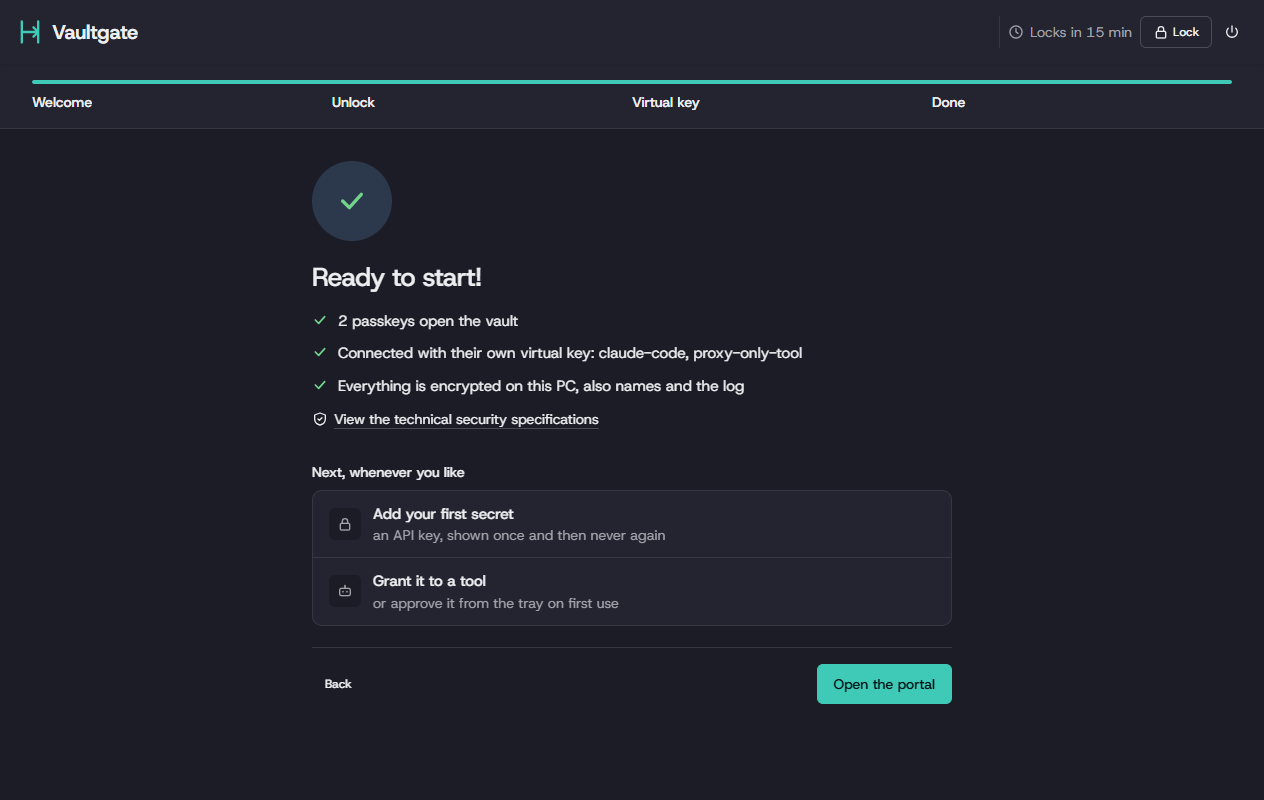 Vaultgate
Locks in 15 min
Lock
Welcome
Unlock
Virtual key
Done
Ready to start!
2 passkeys open the vault
Connected with their own virtual key: claude-code, proxy-only-tool
Everything is encrypted on this PC, also names and the log
View the technical security specifications
Next, whenever you like
Add your first secret
an API key, shown once and then never again
Grant it to a tool
or approve it from the tray on first use
Back
Open the portal